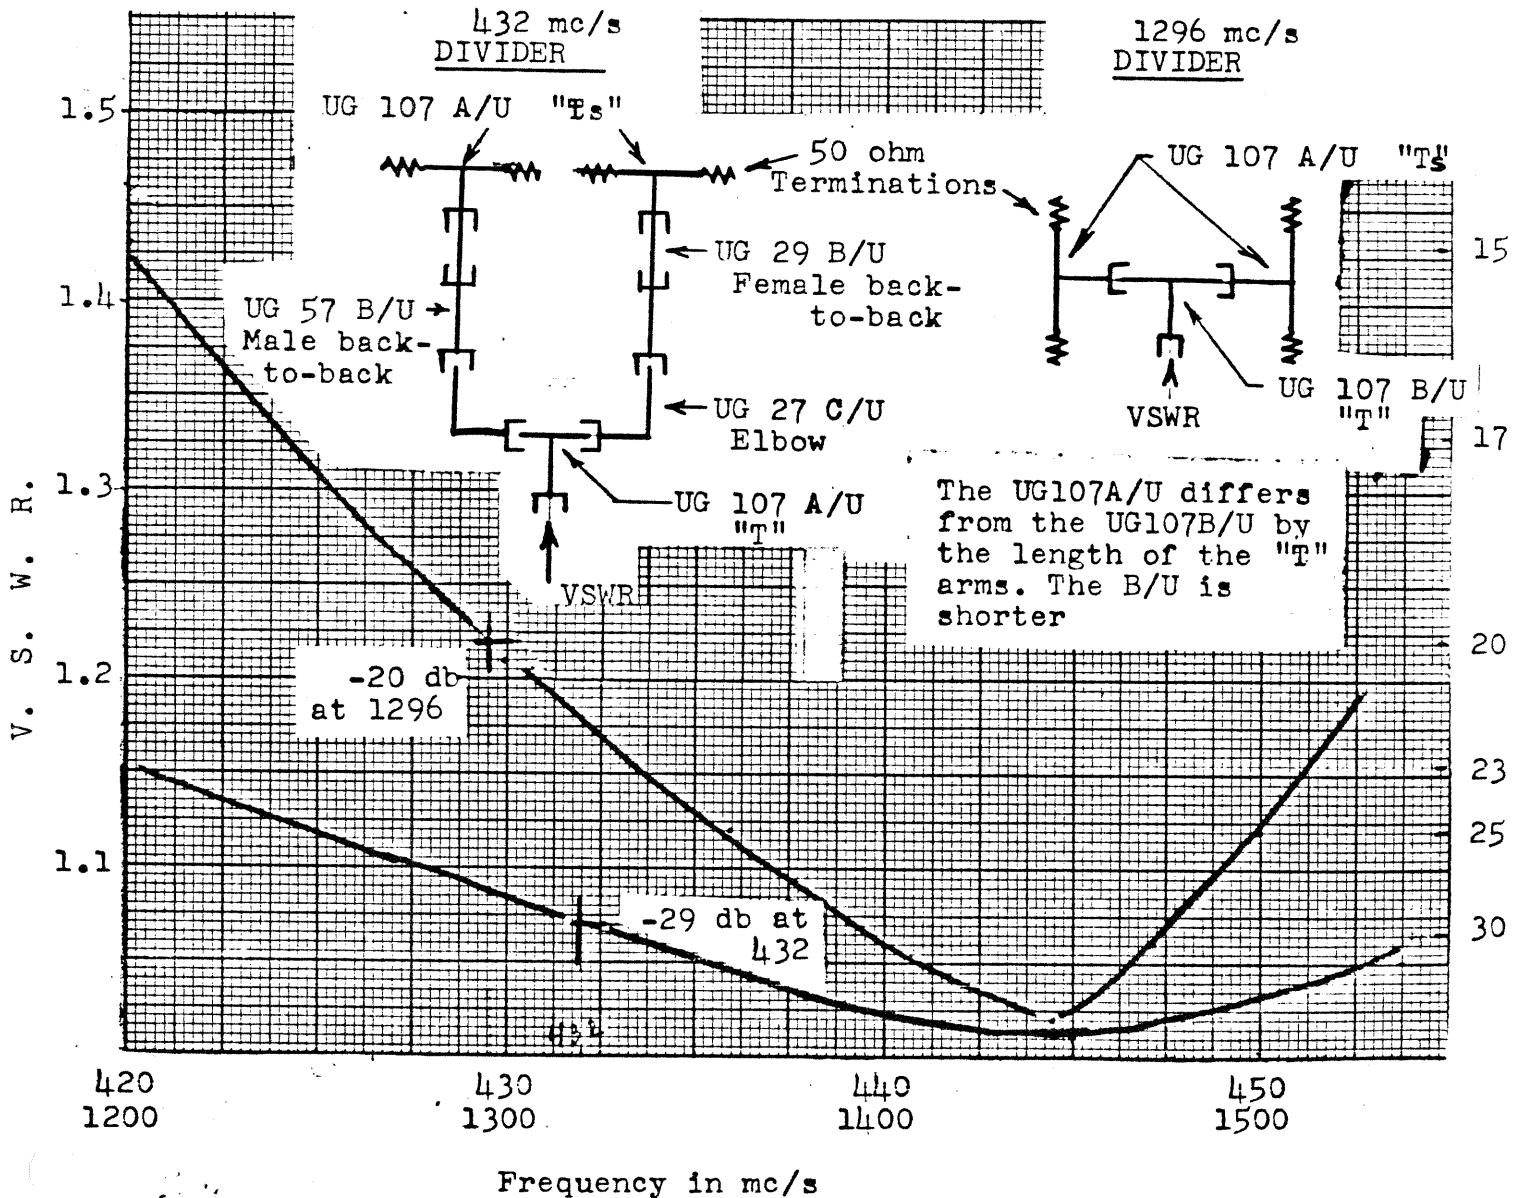 432 mc/s
DIVIDER
1296 mc/s
DIVIDER
UG 107 A/U "Ts"
50 ohm
Terminations
UG 107 A/U "Ts"
UG 29 B/U
Female back-
to-back
UG 57 B/U
Male back-
to-back
UG 27 C/U
Elbow
UG 107 A/U
"T"
VSWR
VSWR
UG 107 B/U
"T"
The UG107A/U differs
from the UG107B/U by
the length of the "T"
arms. The B/U is
shorter
-20 db
at 1296
-29 db at
432
432
V. S. W. R.
1.5
1.4
1.3
1.2
1.1
15
17
20
23
25
30
420 430 440 450
1200 1300 1400 1500
Frequency in mc/s